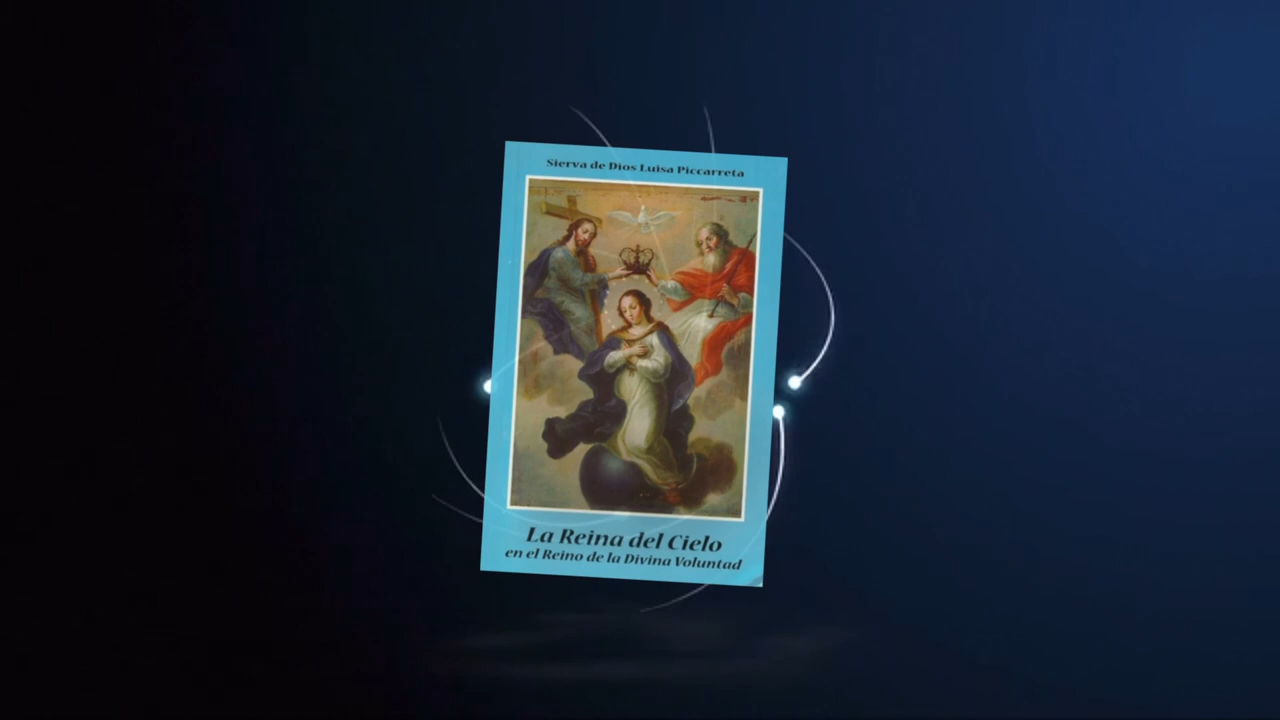 Sierva de Dios Luisa Piccarreta
La Reina del Cielo
en el Reino de la Divina Voluntad